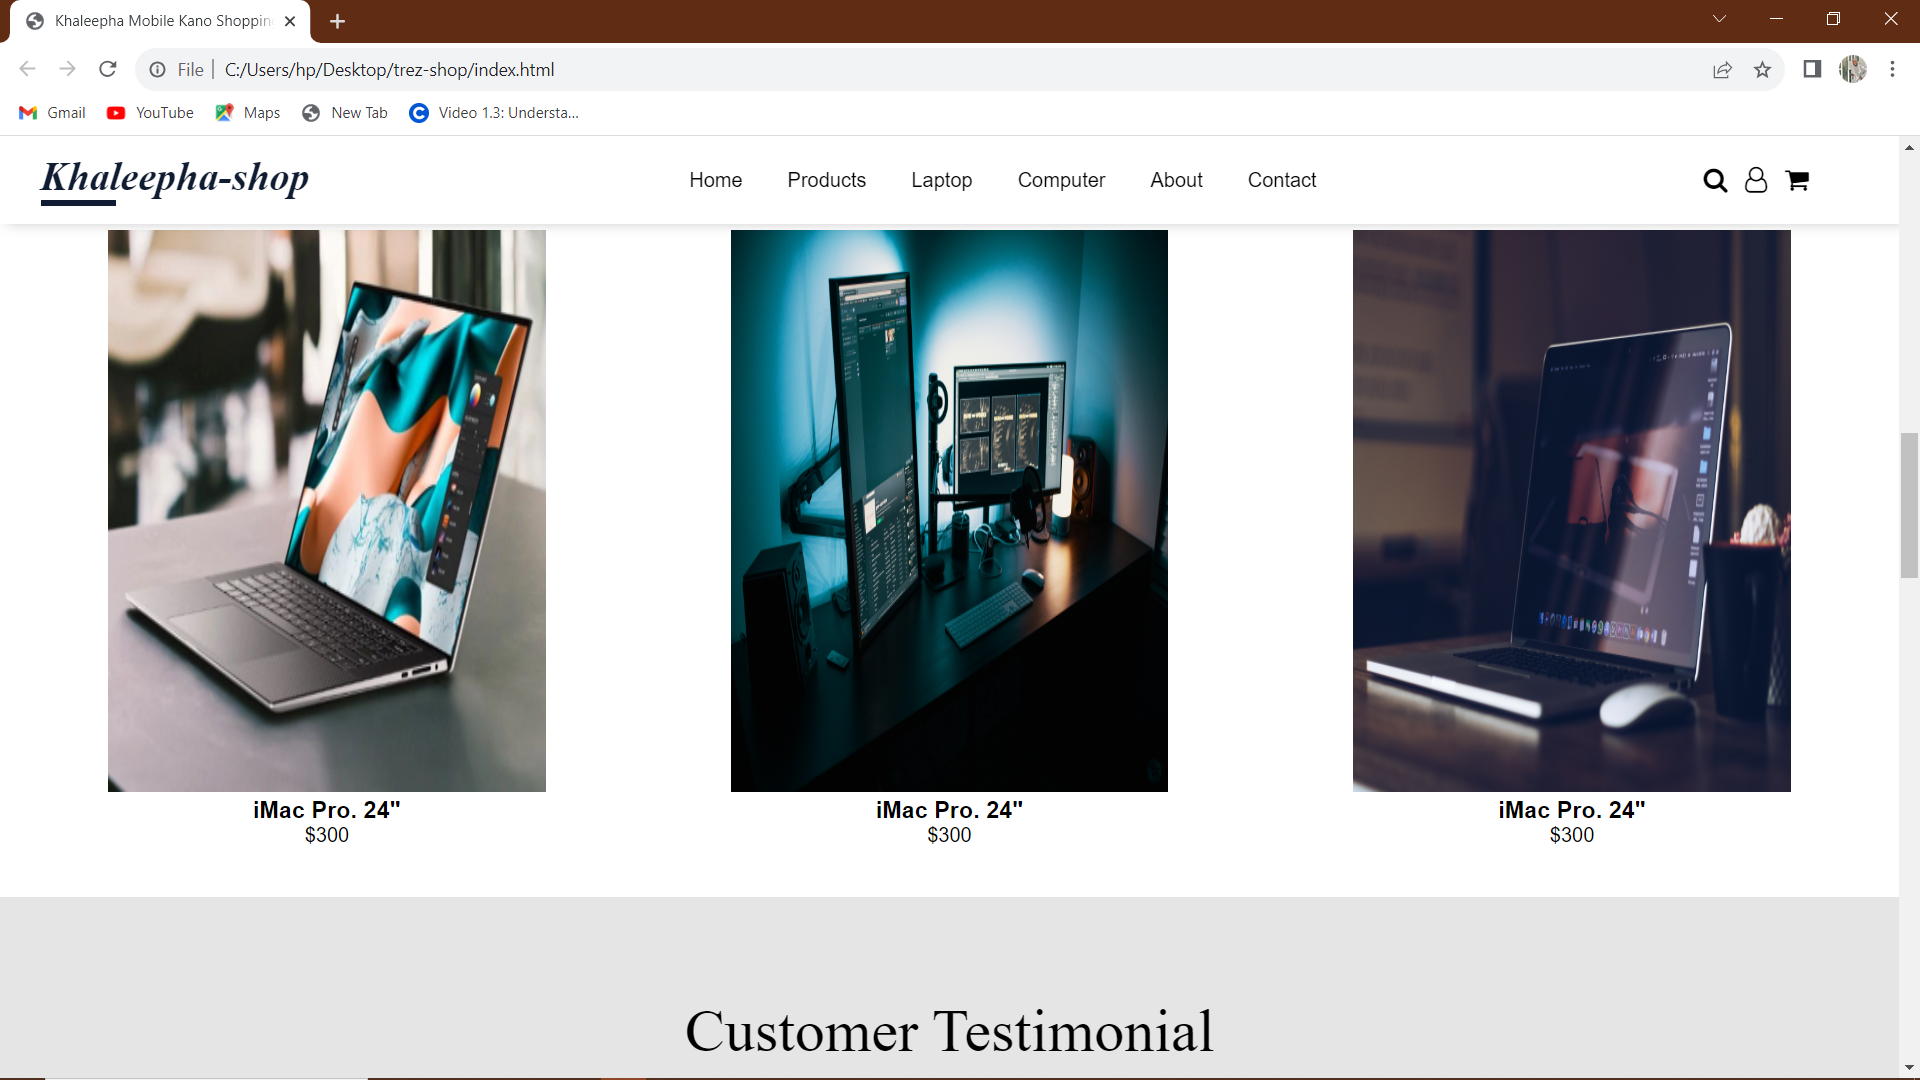 Khaleepha Mobile Kano Shoppin
File
C:/Users/hp/Desktop/trez-shop/index.html
Gmail
YouTube
Maps
New Tab
Video 1.3: Understa...
Khaleepha-shop
Home
Products
Laptop
Computer
About
Contact
iMac Pro. 24"
$300
iMac Pro. 24"
$300
iMac Pro. 24"
$300
Customer Testimonial